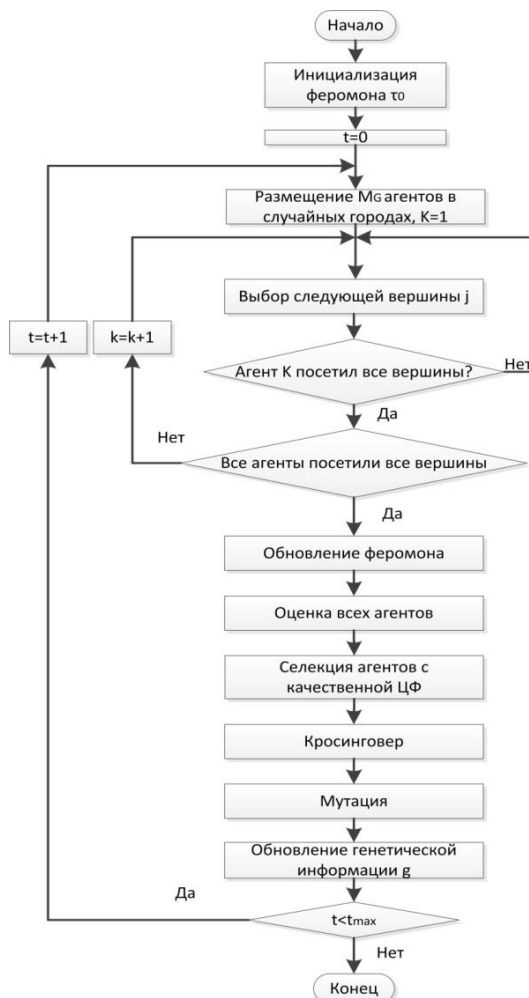 Начало
Инициализация
феромона τ0
t=0
Размещение MG агентов в
случайных городах, K=1
Выбор следующей вершины j
t=t+1
k=k+1
Агент K посетил все вершины?
Нет
Да
Нет
Все агенты посетили все вершины
Да
Обновление феромона
Оценка всех агентов
Селекция агентов с
качественной ЦФ
Кросинговер
Мутация
Обновление генетической
информации g
Да
t<tmax
Нет
Конец